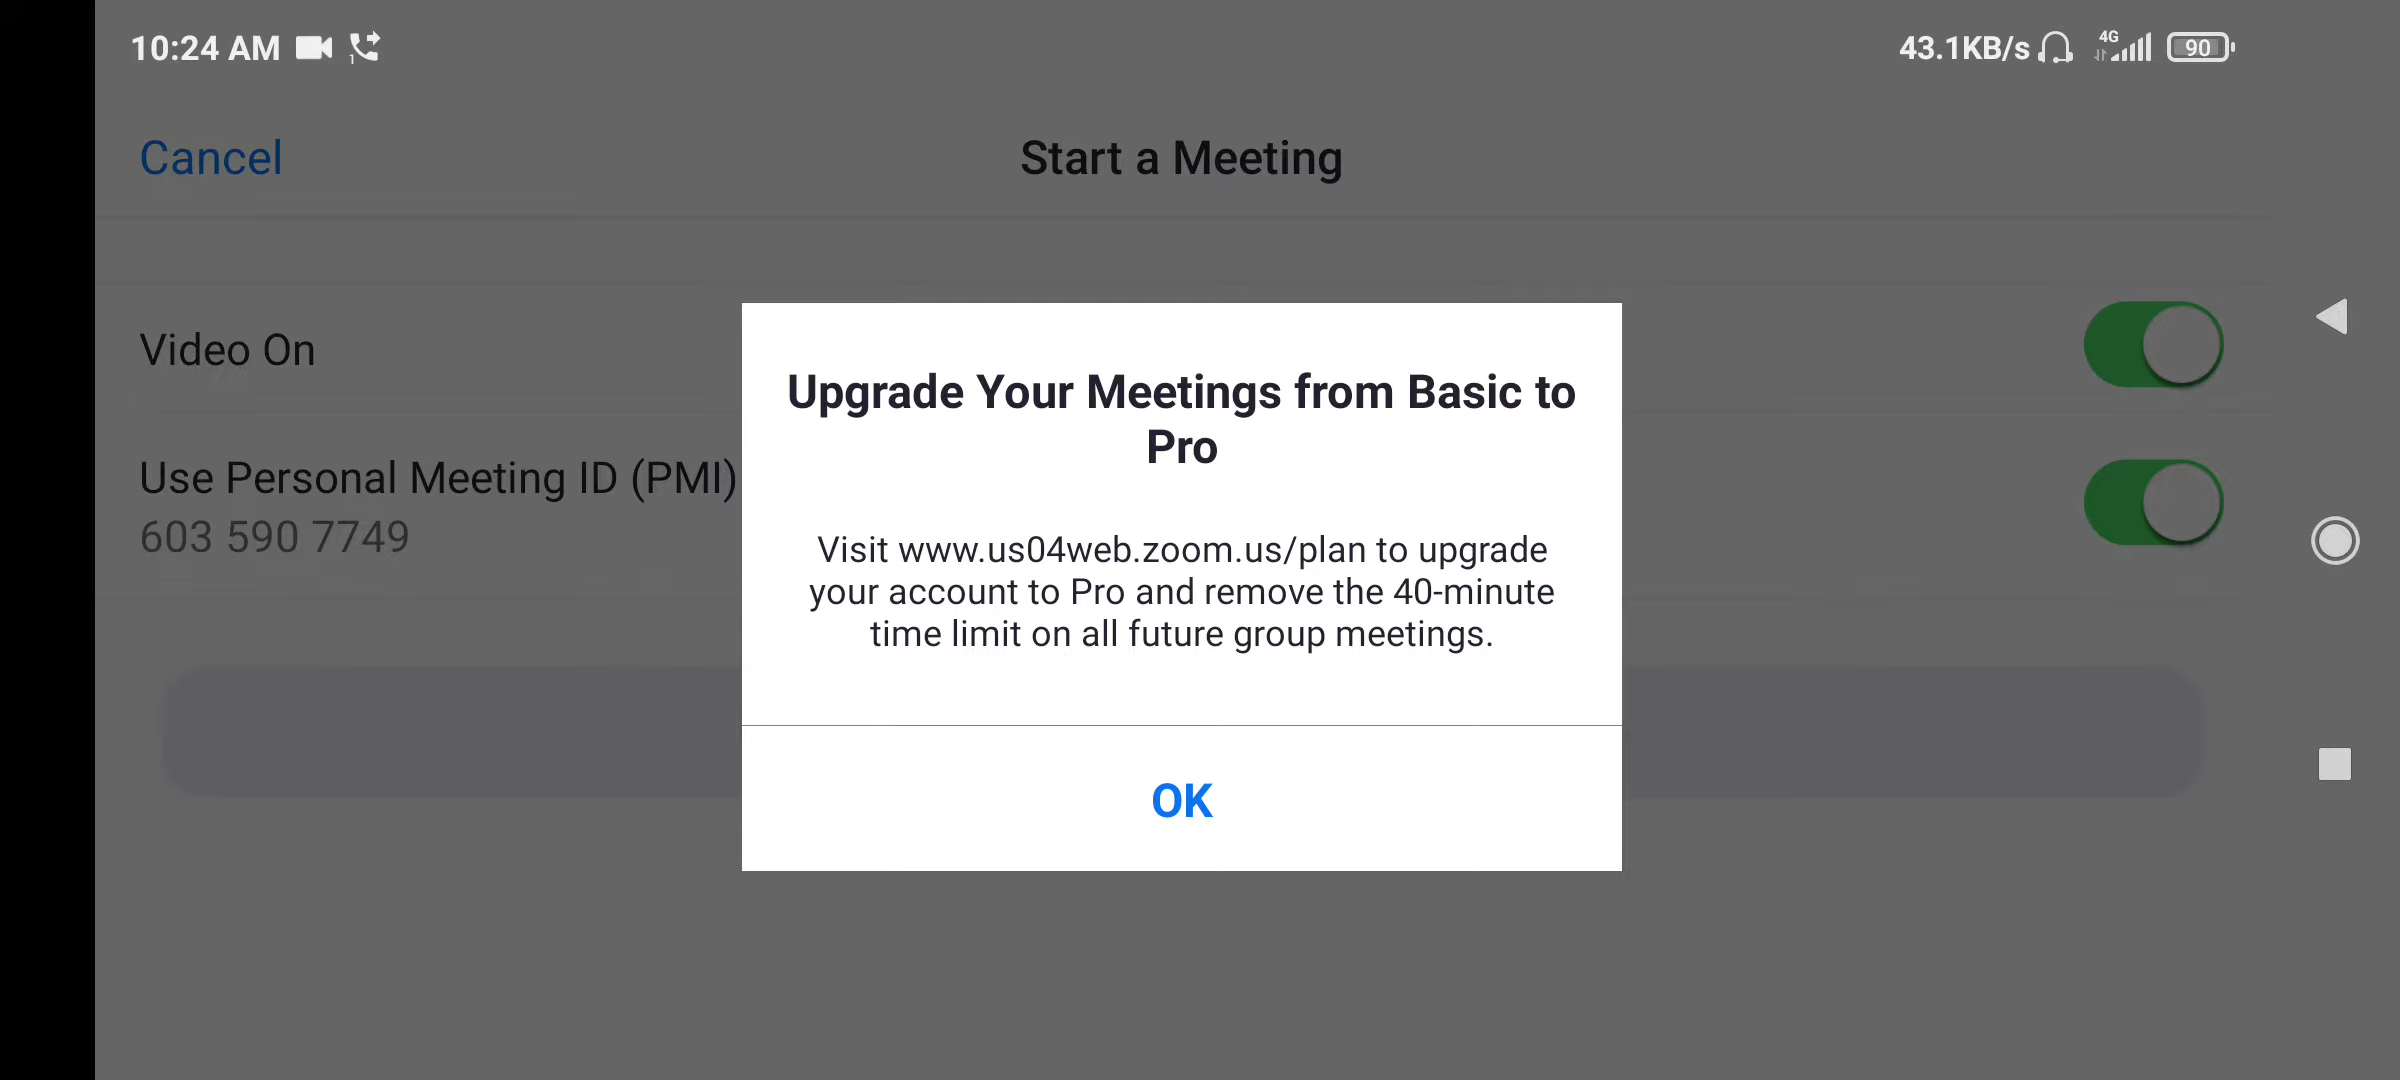 10:24 AM 1 43.1KB/s 4G 90
Cancel Start a Meeting
Video On
Use Personal Meeting ID (PMI)
603 590 7749
Upgrade Your Meetings from Basic to
Pro
Visit www.us04web.zoom.us/plan to upgrade
your account to Pro and remove the 40-minute
time limit on all future group meetings.
OK